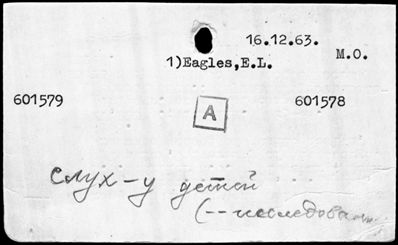 16.12.63.
1)Eagles,E.L. М.О.
601579 A 601578
Слух - у детей
(-- исследован